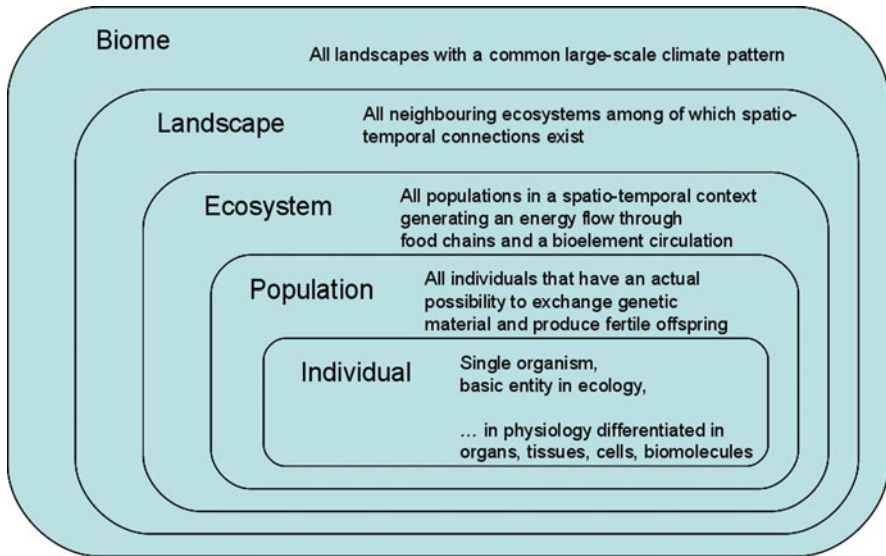 Biome
All landscapes with a common large-scale climate pattern
Landscape
All neighbouring ecosystems among of which spatio-
temporal connections exist
Ecosystem
All populations in a spatio-temporal context
generating an energy flow through
food chains and a bioelement circulation
Population
All individuals that have an actual
possibility to exchange genetic
material and produce fertile offspring
Individual
Single organism,
basic entity in ecology,
... in physiology differentiated in
organs, tissues, cells, biomolecules